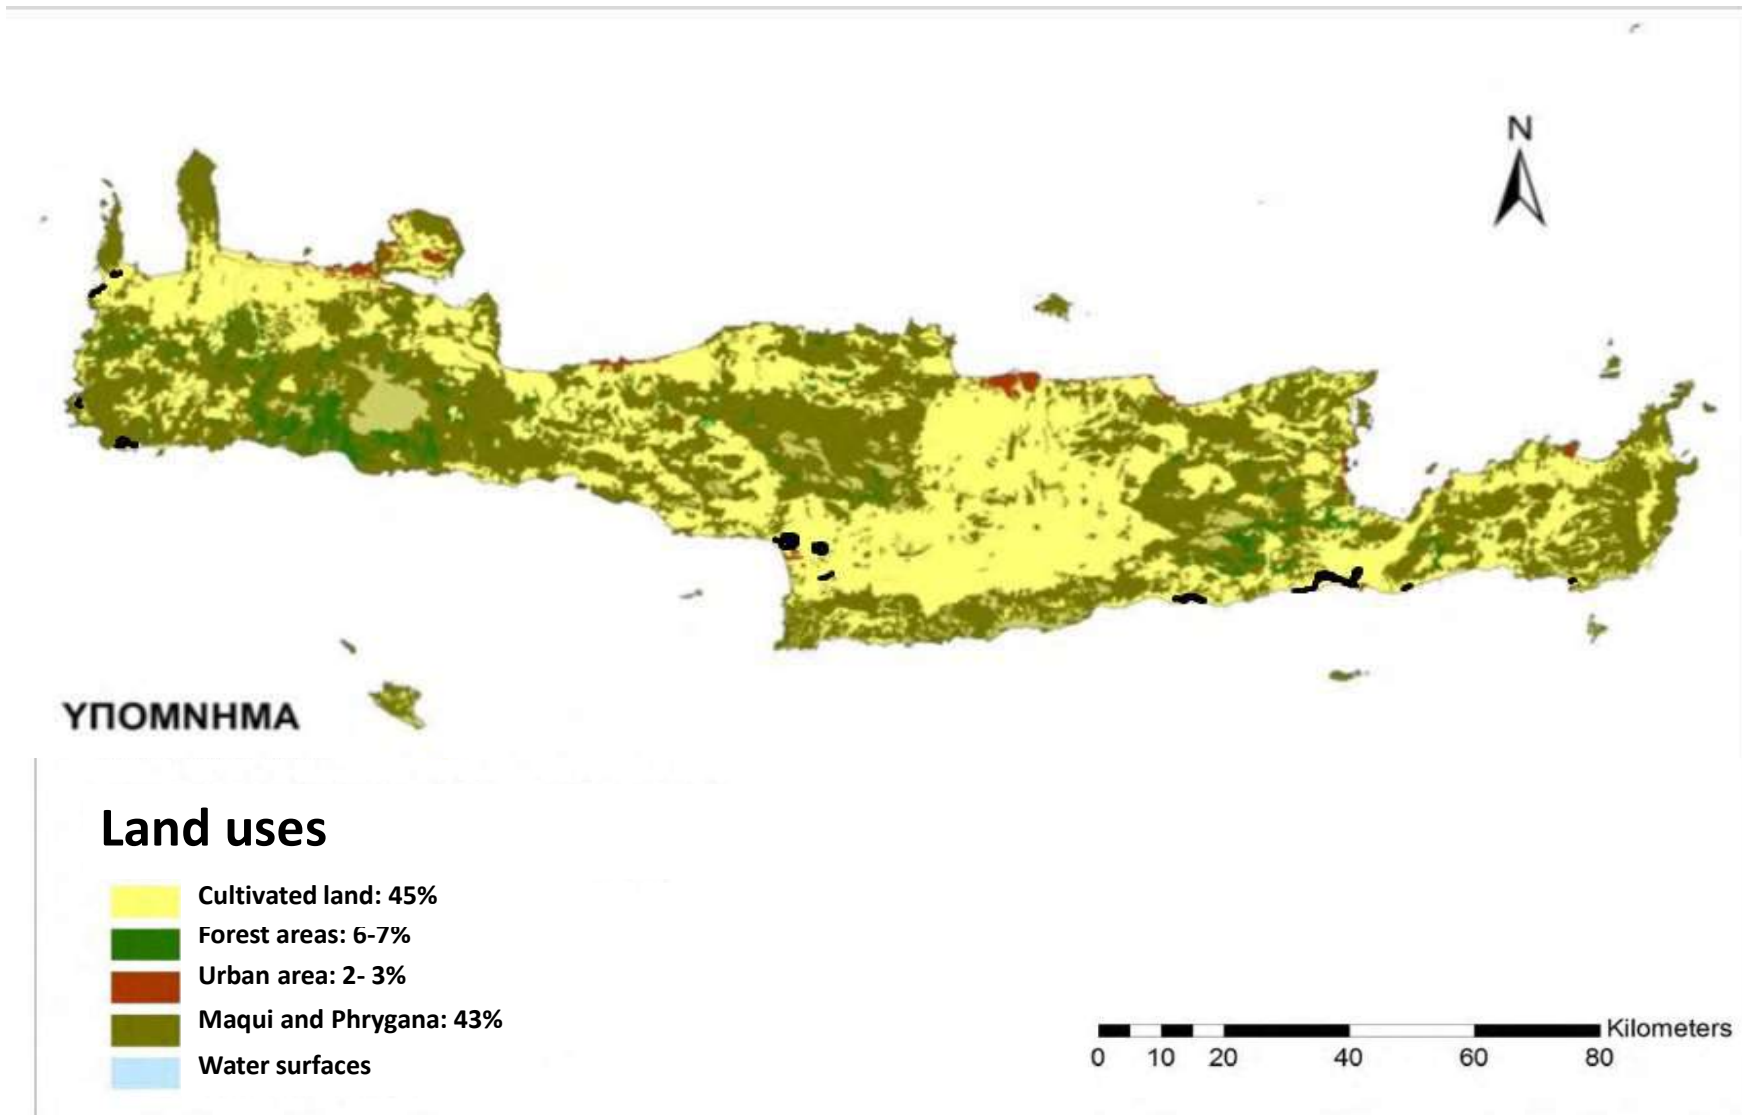 N
ΥΠΟΜΝΗΜΑ
Land uses
Cultivated land: 45%
Forest areas: 6-7%
Urban area: 2- 3%
Maqui and Phrygana: 43%
Water surfaces
Kilometers
0 10 20 40 60 80